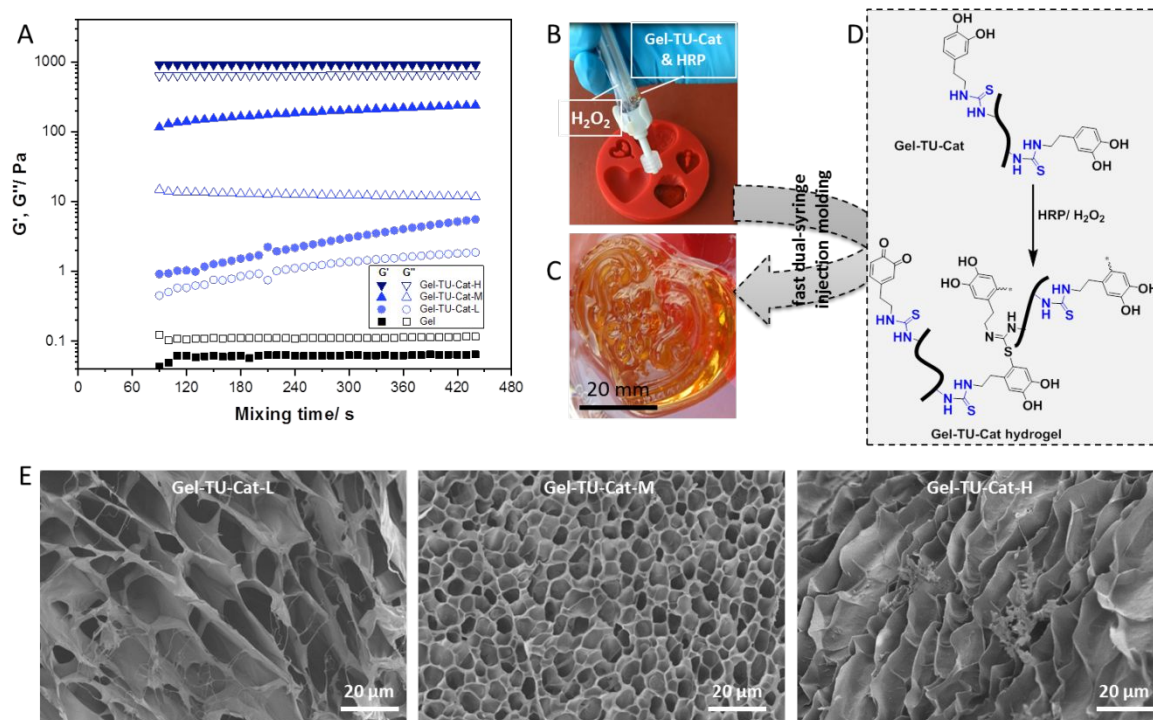 A
G', G''/ Pa
1000
100
10
1
0.1
0
60
120
180
240
300
360
420
480
Mixing time/ s
G' G''
Gel-TU-Cat-H
Gel-TU-Cat-M
Gel-TU-Cat-L
Gel
B
Gel-TU-Cat
& HRP
H₂O₂
C
20 mm
fast dual-syringe
injection molding
D
OH
OH
HN
S
HN
Gel-TU-Cat
HN
HN
S
OH
OH
HRP/ H₂O₂
O
O
HN
S
HN
HN
HN
S
HO
HO
N
H
N
S
OH
OH
HN
HN
S
OH
OH
Gel-TU-Cat hydrogel
E
Gel-TU-Cat-L
20 µm
Gel-TU-Cat-M
20 µm
Gel-TU-Cat-H
20 µm